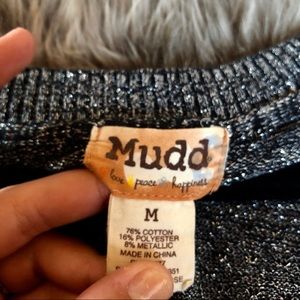 Mudd
love peace happiness
M
76% COTTON
16% POLYESTER
8% METALLIC
MADE IN CHINA